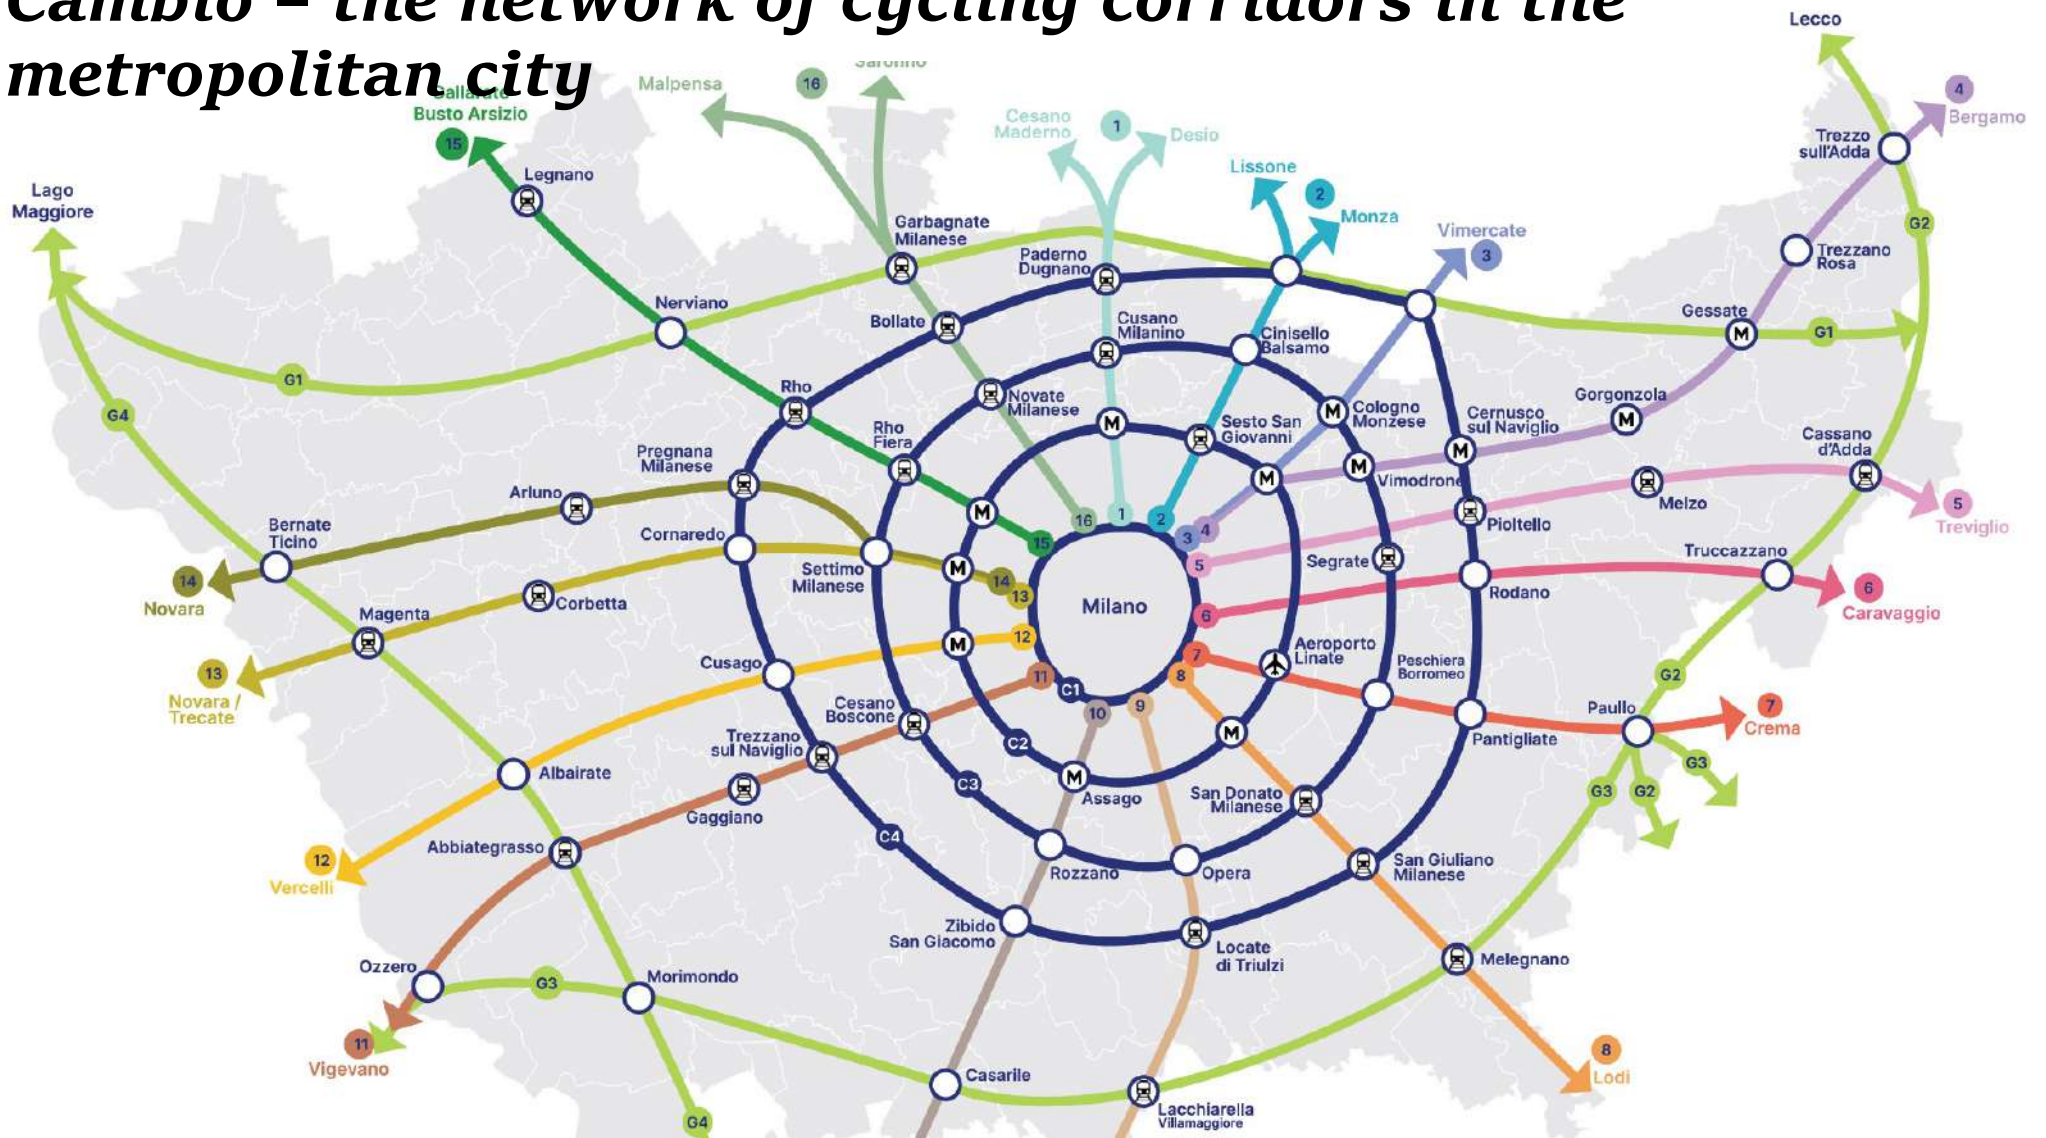 Cambio – the network of cycling corridors in the
metropolitan city
Lecco
4
Bergamo
Saronno
Malpensa
16
Gallarate
Busto Arsizio
15
Cesano
Maderno
1
Desio
Trezzo
sull'Adda
Lissone
2
Monza
Legnano
Lago
Maggiore
Vimercate
3
G2
Garbagnate
Milanese
Paderno
Dugnano
Trezzano
Rosa
Nerviano
Bollate
Cusano
Milanino
Cinisello
Balsamo
Gessate
M
G1
G1
Rho
Novate
Milanese
M
Cologno
Monzese
Gorgonzola
M
G4
Rho
Fiera
M
Sesto San
Giovanni
Cernusco
sul Naviglio
M
Cassano
d'Adda
Pregnana
Milanese
M
M
Vimodrone
Melzo
Arluno
M
16
1
2
3
4
Pioltello
5
Treviglio
Bernate
Ticino
Cornaredo
15
5
Segrate
Truccazzano
14
Novara
Settimo
Milanese
M
14
13
Milano
6
Rodano
6
Caravaggio
Corbetta
Magenta
M
12
7
8
Aeroporto
Linate
Peschiera
Borromeo
13
Novara /
Trecate
Cusago
11
C1
10
9
G2
Cesano
Boscone
Paullo
7
Crema
Trezzano
sul Naviglio
C2
M
Pantigliate
G3
Albairate
C3
M
Assago
San Donato
Milanese
G3
G2
Gaggiano
C4
Abbiategrasso
12
Vercelli
Rozzano
Opera
San Giuliano
Milanese
Zibido
San Giacomo
Locate
di Triulzi
Melegnano
Ozzero
G3
Morimondo
11
Vigevano
Casarile
8
Lodi
Lacchiarella
Villamaggiore
G4